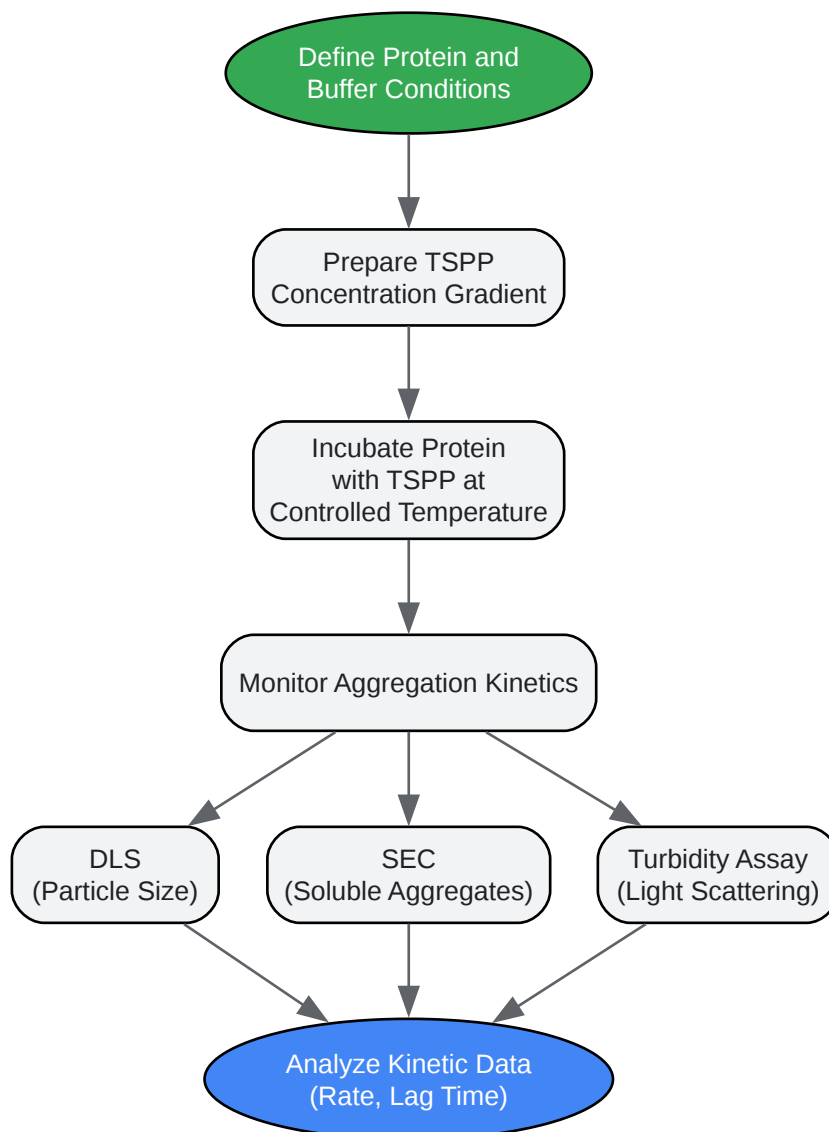 Define Protein and
Buffer Conditions
Prepare TSPP
Concentration Gradient
Incubate Protein
with TSPP at
Controlled Temperature
Monitor Aggregation Kinetics
DLS
(Particle Size)
SEC
(Soluble Aggregates)
Turbidity Assay
(Light Scattering)
Analyze Kinetic Data
(Rate, Lag Time)